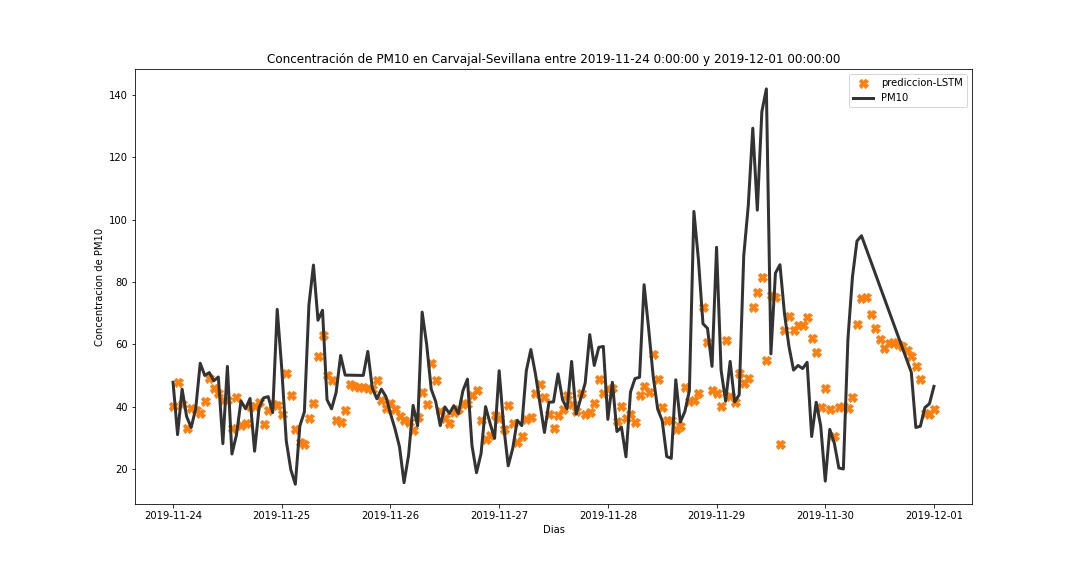 Concentración de PM10 en Carvajal-Sevillana entre 2019-11-24 0:00:00 y 2019-12-01 00:00:00
prediccion-LSTM
PM10
Concentracion de PM10
140
120
100
80
60
40
20
2019-11-24 2019-11-25 2019-11-26 2019-11-27 2019-11-28 2019-11-29 2019-11-30 2019-12-01
Dias